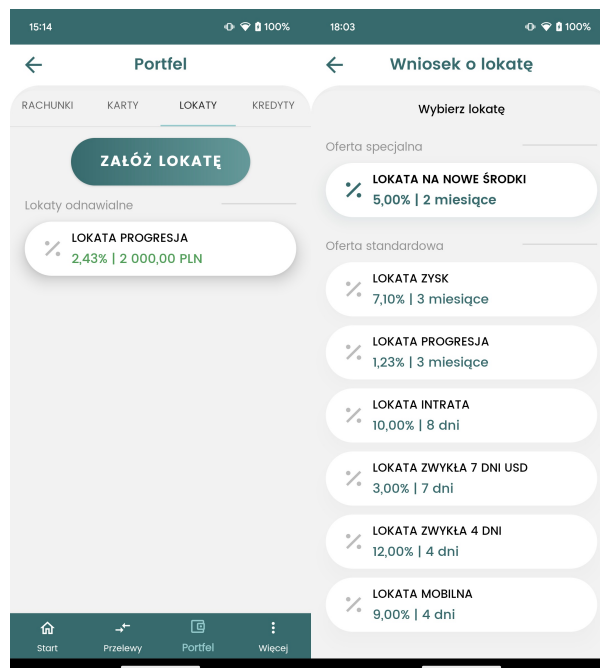 15:14
100%
Portfel
RACHUNKI
KARTY
LOKATY
KREDYTY
ZAŁÓŻ LOKATĘ
Lokaty odnawialne
LOKATA PROGRESJA
2,43% | 2 000,00 PLN
Start
Przelewy
Portfel
Więcej
18:03
100%
Wniosek o lokatę
Wybierz lokatę
Oferta specjalna
LOKATA NA NOWE ŚRODKI
5,00% | 2 miesiące
Oferta standardowa
LOKATA ZYSK
7,10% | 3 miesiące
LOKATA PROGRESJA
1,23% | 3 miesiące
LOKATA INTRATA
10,00% | 8 dni
LOKATA ZWYKŁA 7 DNI USD
3,00% | 7 dni
LOKATA ZWYKŁA 4 DNI
12,00% | 4 dni
LOKATA MOBILNA
9,00% | 4 dni